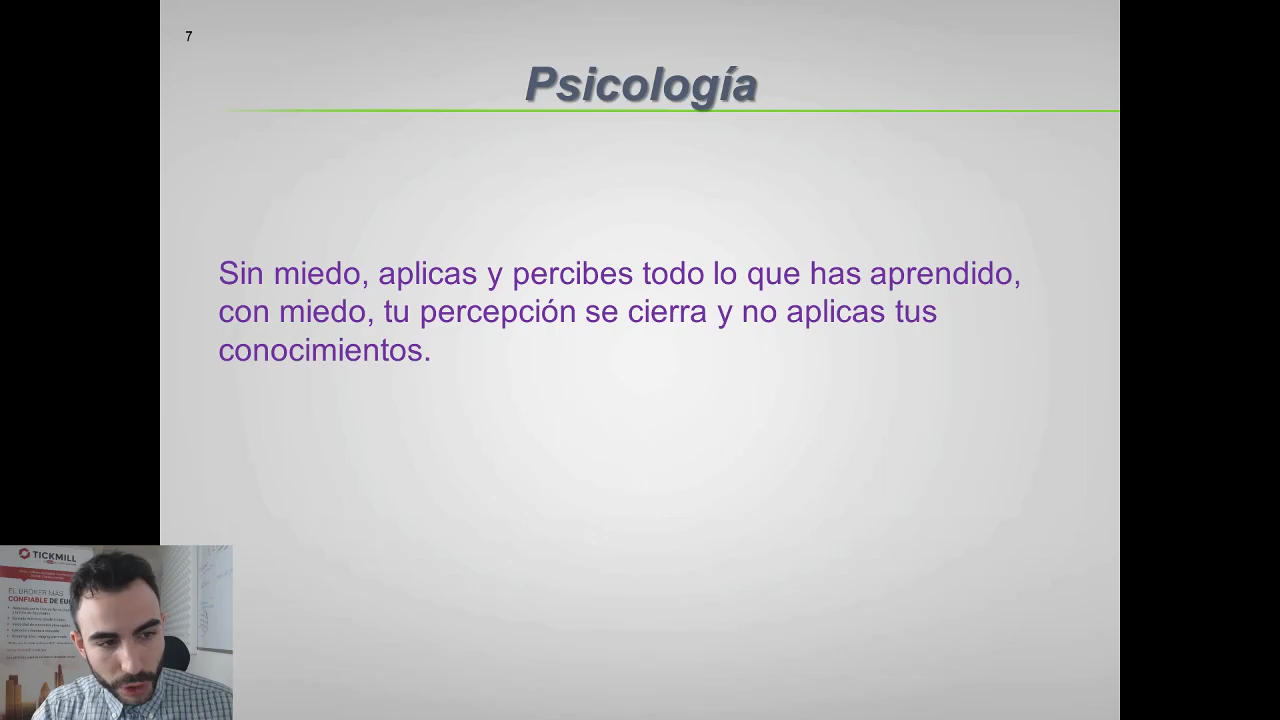 7
Psicología
Sin miedo, aplicas y percibes todo lo que has aprendido,
con miedo, tu percepción se cierra y no aplicas tus
conocimientos.
TICKMILL
EL BRÓKER MÁS
CONFIABLE DE